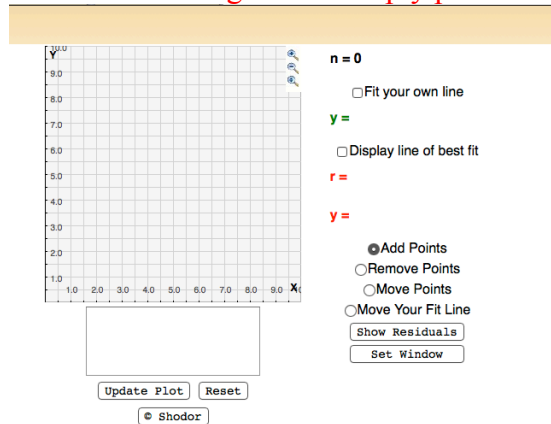 Y 10.0
9.0
8.0
7.0
6.0
5.0
4.0
3.0
2.0
1.0
1.0 2.0 3.0 4.0 5.0 6.0 7.0 8.0 9.0 X
n = 0
Fit your own line
y =
Display line of best fit
r =
y =
Add Points
Remove Points
Move Points
Move Your Fit Line
Show Residuals
Set Window
Update Plot Reset
© Shodor